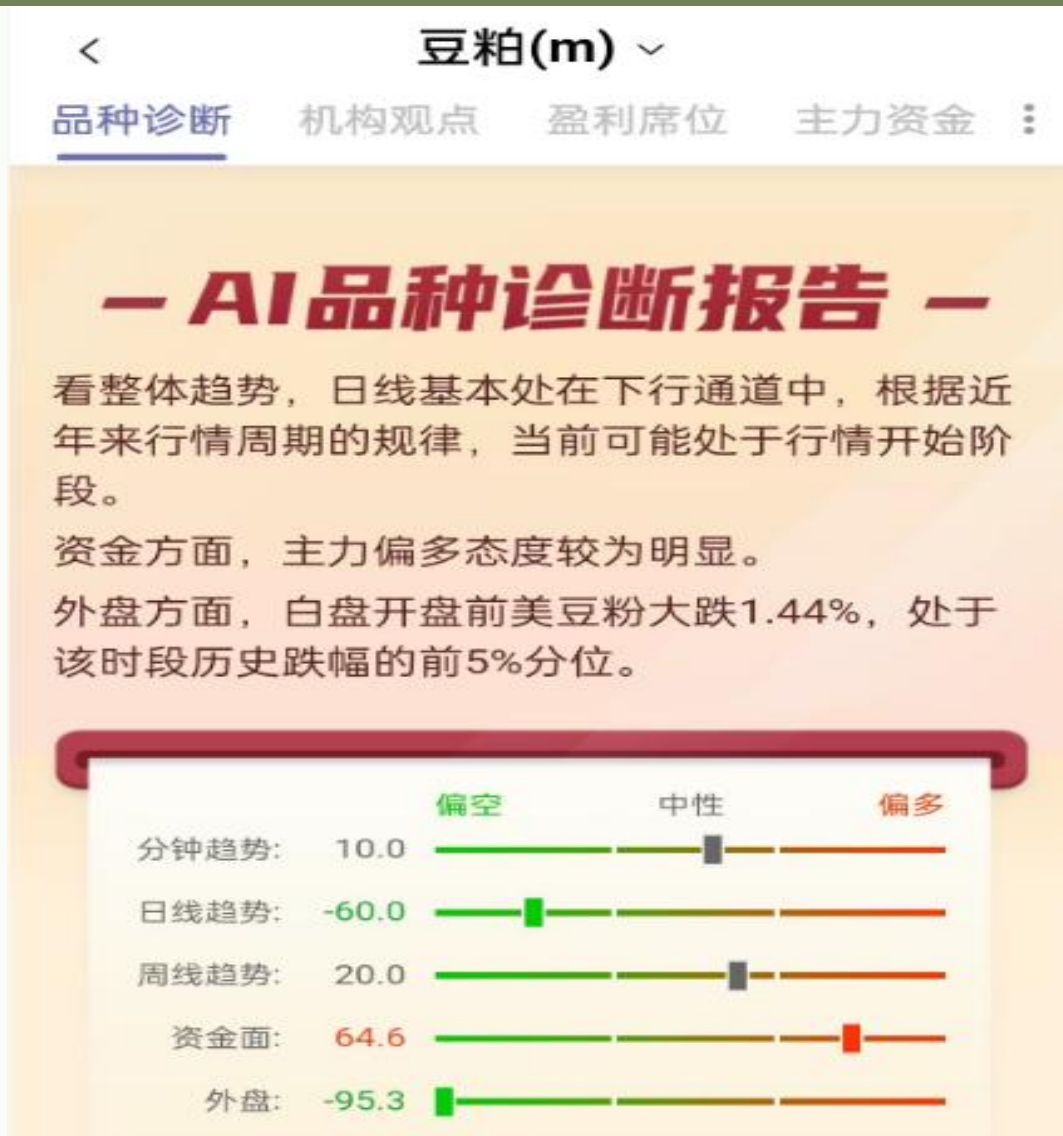 豆粕(m)
品种诊断 机构观点 盈利席位 主力资金
— AI品种诊断报告 —
看整体趋势，日线基本处在下行通道中，根据近
年来行情周期的规律，当前可能处于行情开始阶
段。
资金方面，主力偏多态度较为明显。
外盘方面，白盘开盘前美豆粉大跌1.44%，处于
该时段历史跌幅的前5%分位。
偏空 中性 偏多
分钟趋势: 10.0
日线趋势: -60.0
周线趋势: 20.0
资金面: 64.6
外盘: -95.3